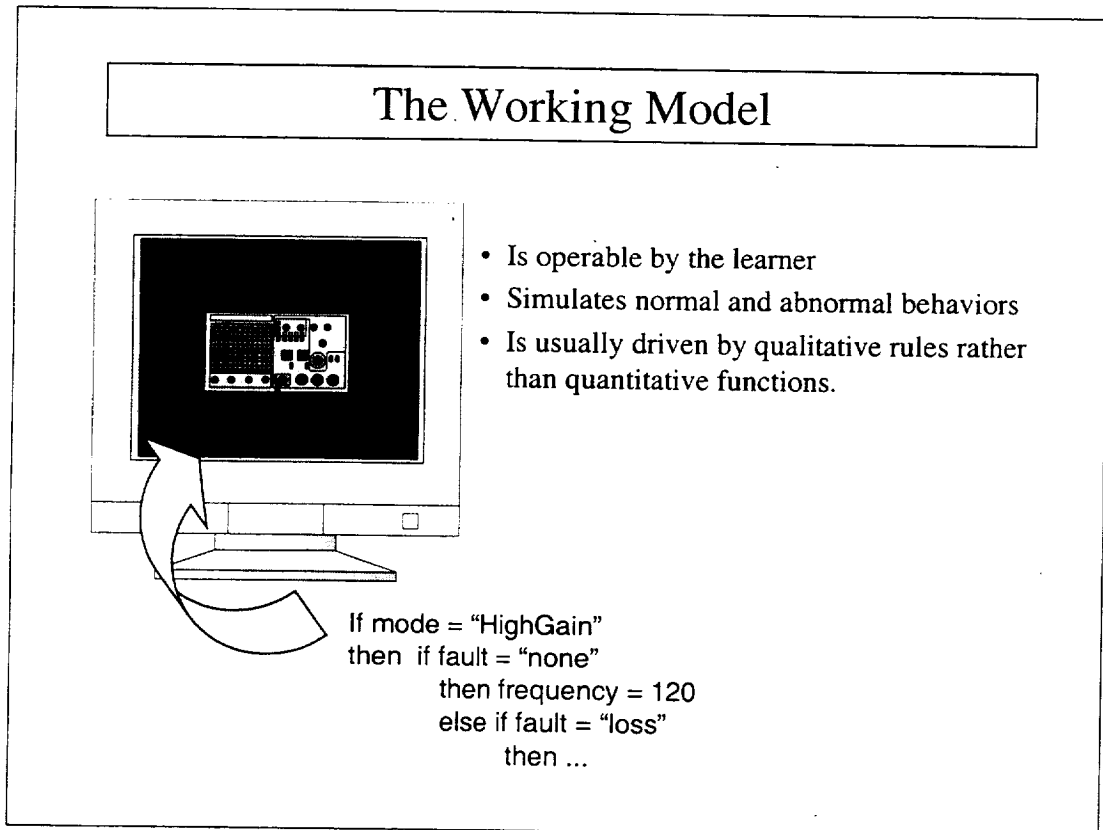 The Working Model
• Is operable by the learner
• Simulates normal and abnormal behaviors
• Is usually driven by qualitative rules rather
than quantitative functions.
If mode = “HighGain”
then if fault = “none”
then frequency = 120
else if fault = “loss”
then ...